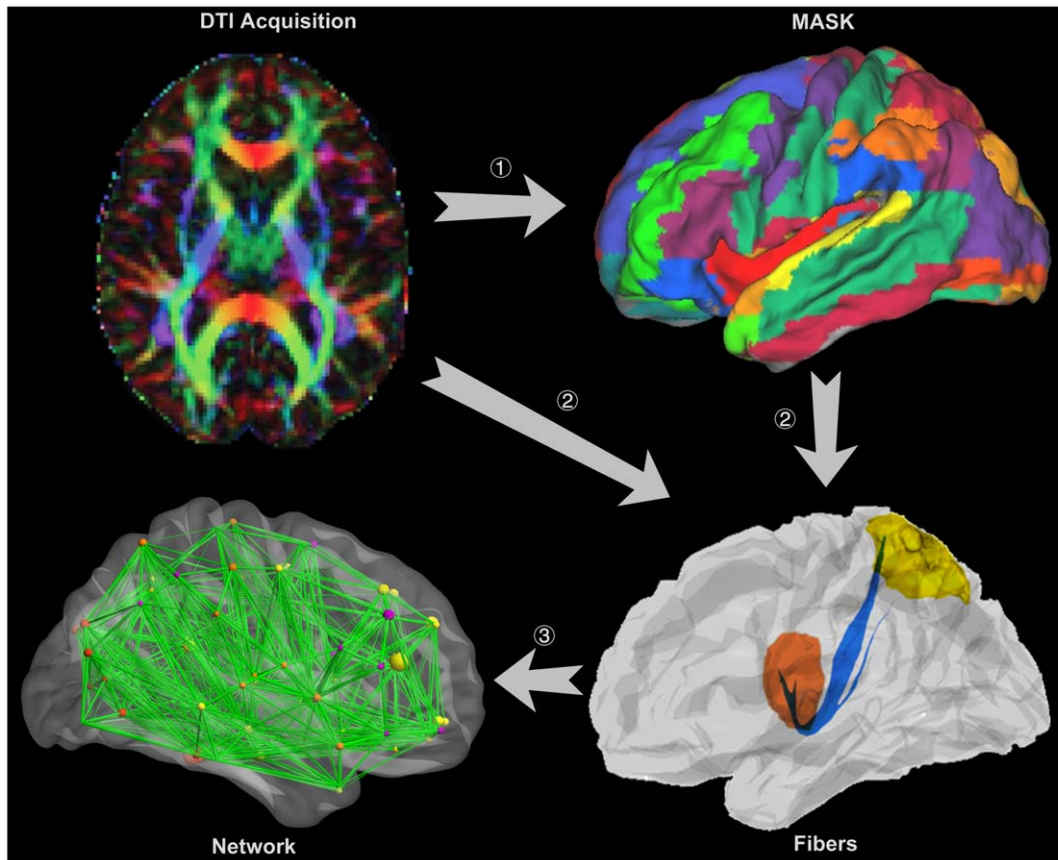 DTI Acquisition
MASK
①
②
②
③
Network
Fibers